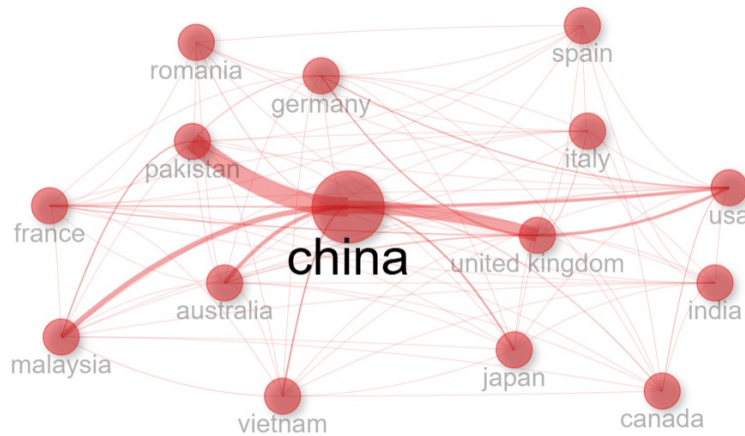 spain
romania
germany
italy
pakistan
usa
france
china
united kingdom
australia
india
malaysia
japan
canada
vietnam